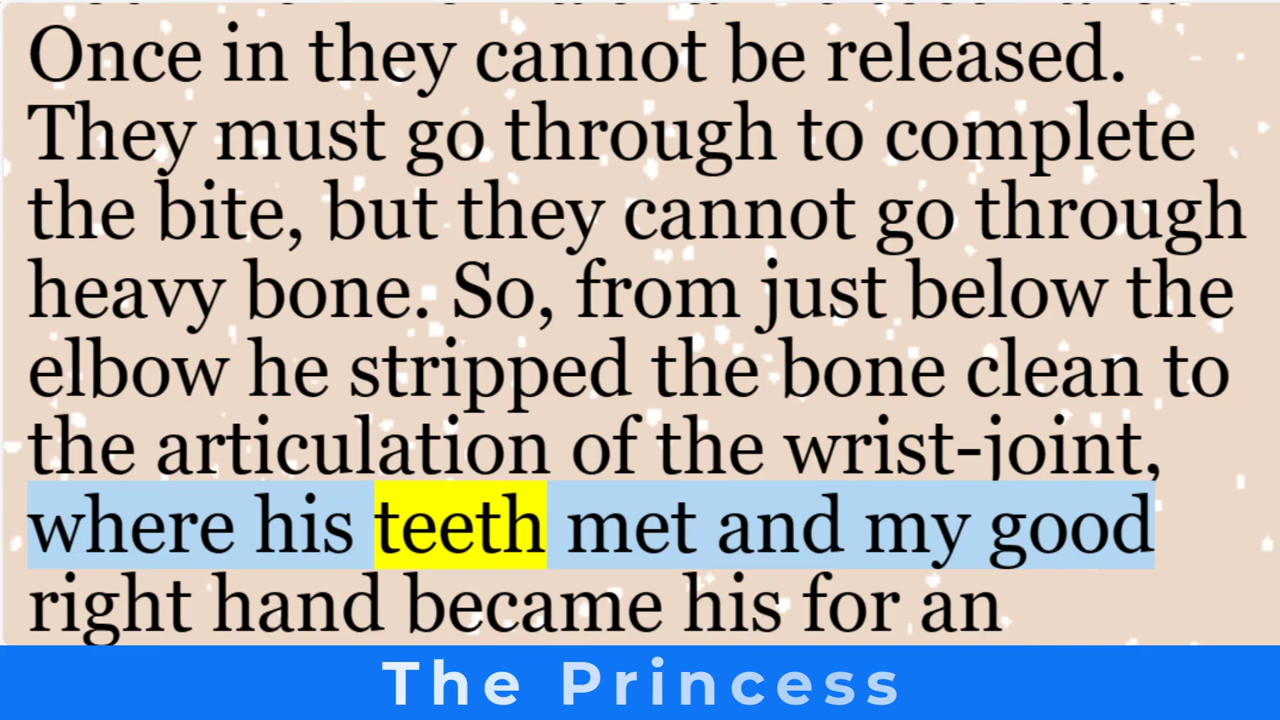 Once in they cannot be released.
They must go through to complete
the bite, but they cannot go through
heavy bone. So, from just below the
elbow he stripped the bone clean to
the articulation of the wrist-joint,
where his teeth met and my good
right hand became his for an
The Princess